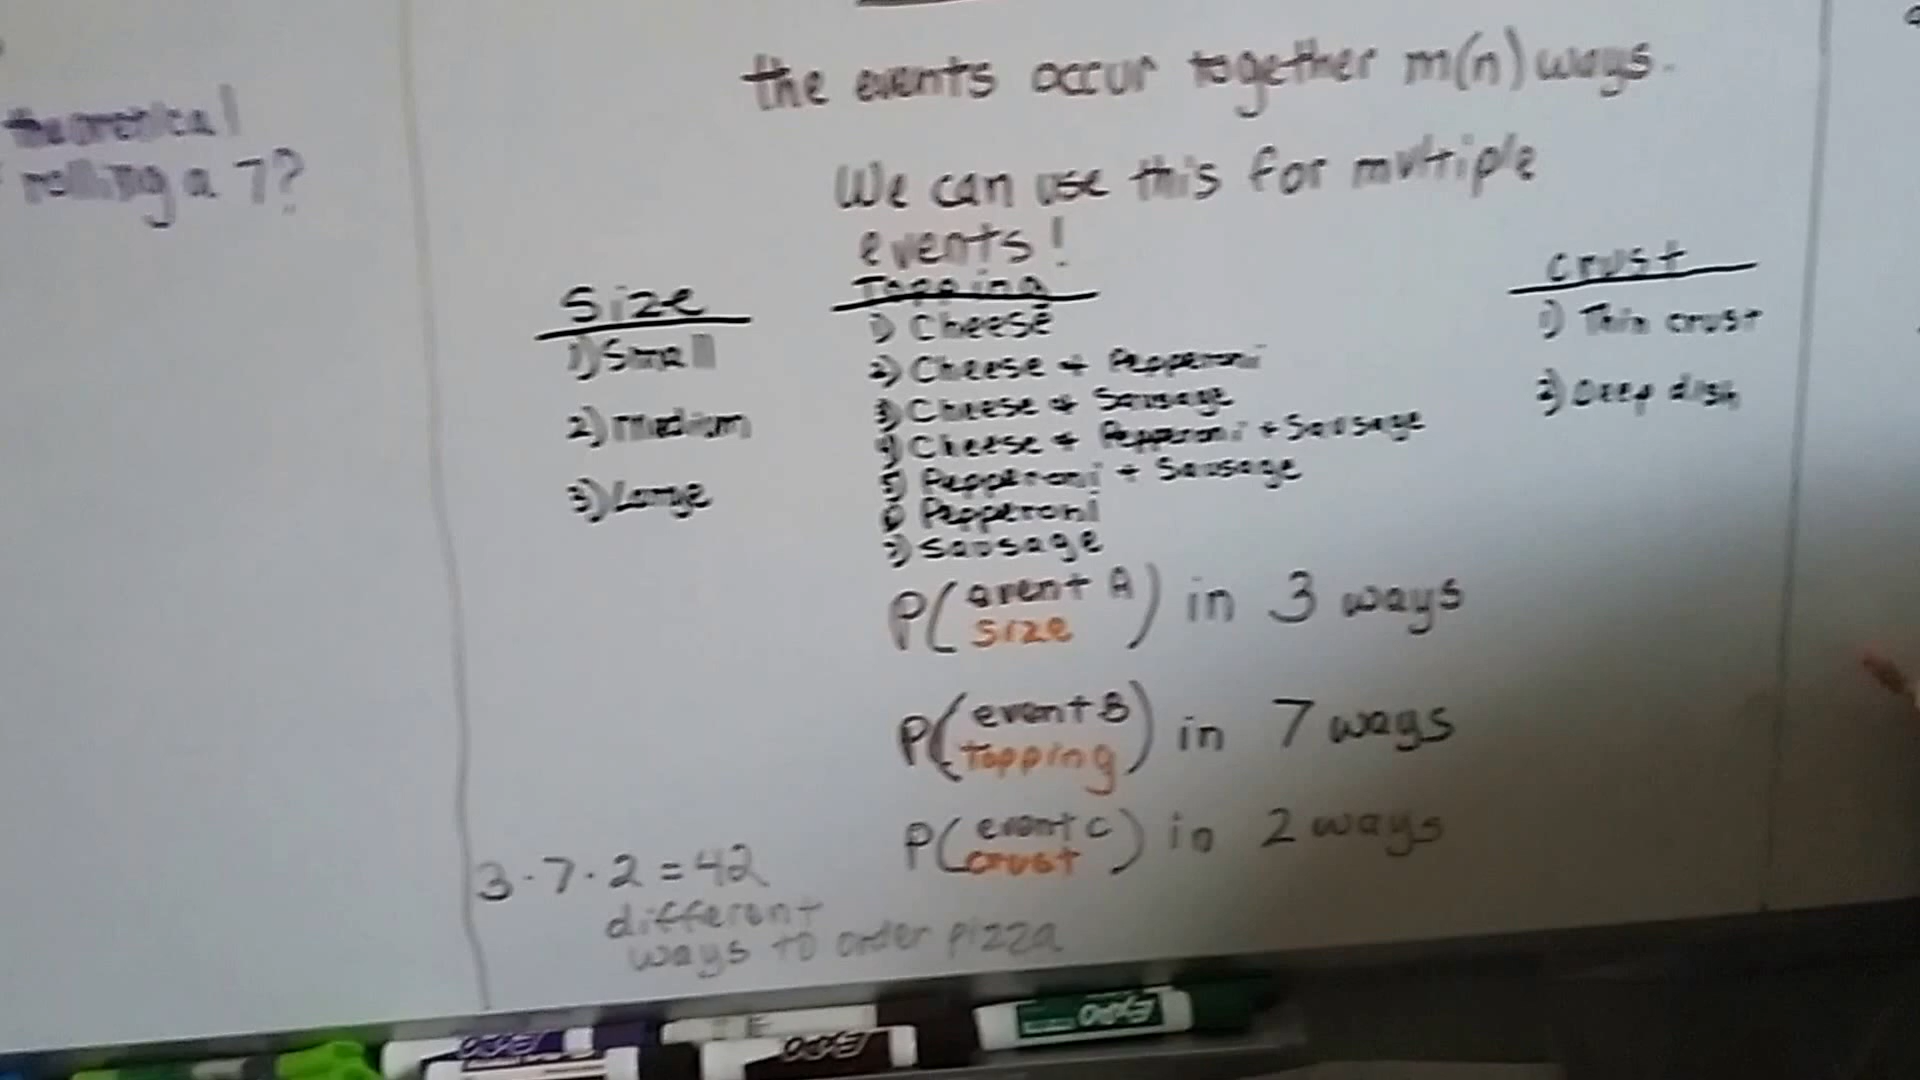 theoretical
rolling a 7?
the events occur together m(n) ways.
We can use this for multiple
events!
Size
1) Small
2) medium
3) Large
Topping
1) Cheese
2) Cheese + Pepperoni
3) Cheese + Sausage
4) Cheese + Pepperoni + Sausage
5) Pepperoni + Sausage
6) Pepperoni
7) Sausage
crust
1) Thin crust
2) Deep dish
P(event A) in 3 ways
size
P(event B) in 7 ways
Topping
P(event C) in 2 ways
crust
3·7·2=42
different
ways to order pizza
EXPO
EXPO
EXPO